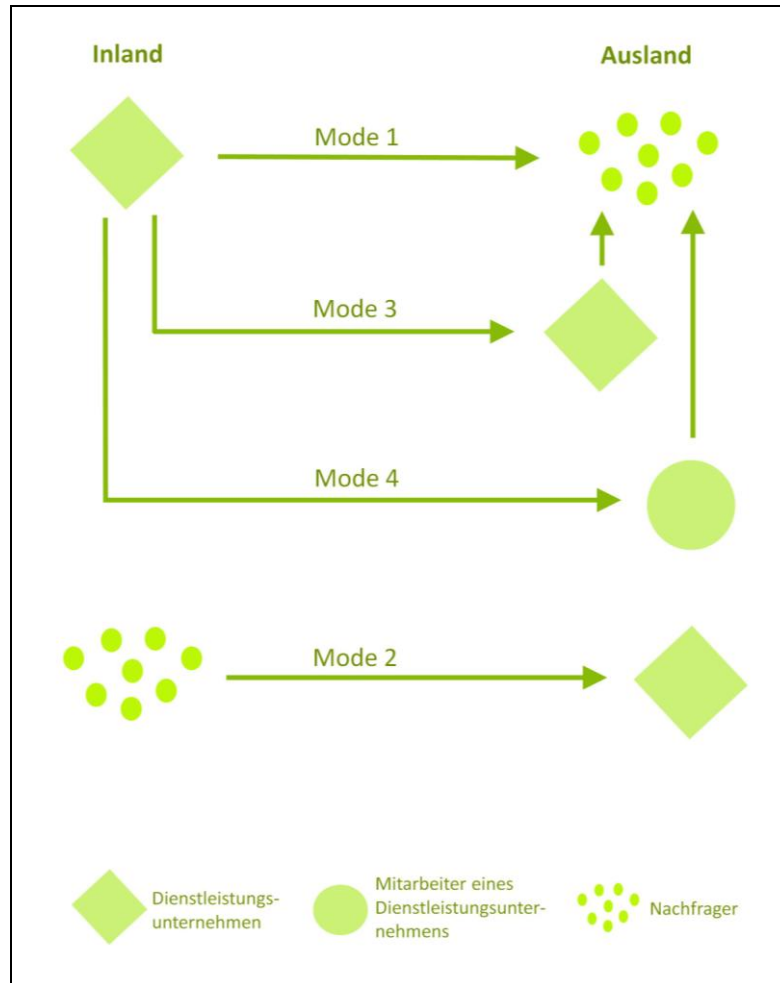 Inland
Ausland
Mode 1
Mode 3
Mode 4
Mode 2
Dienstleistungs-
unternehmen
Mitarbeiter eines
Dienstleistungsunter-
nehmens
Nachfrager